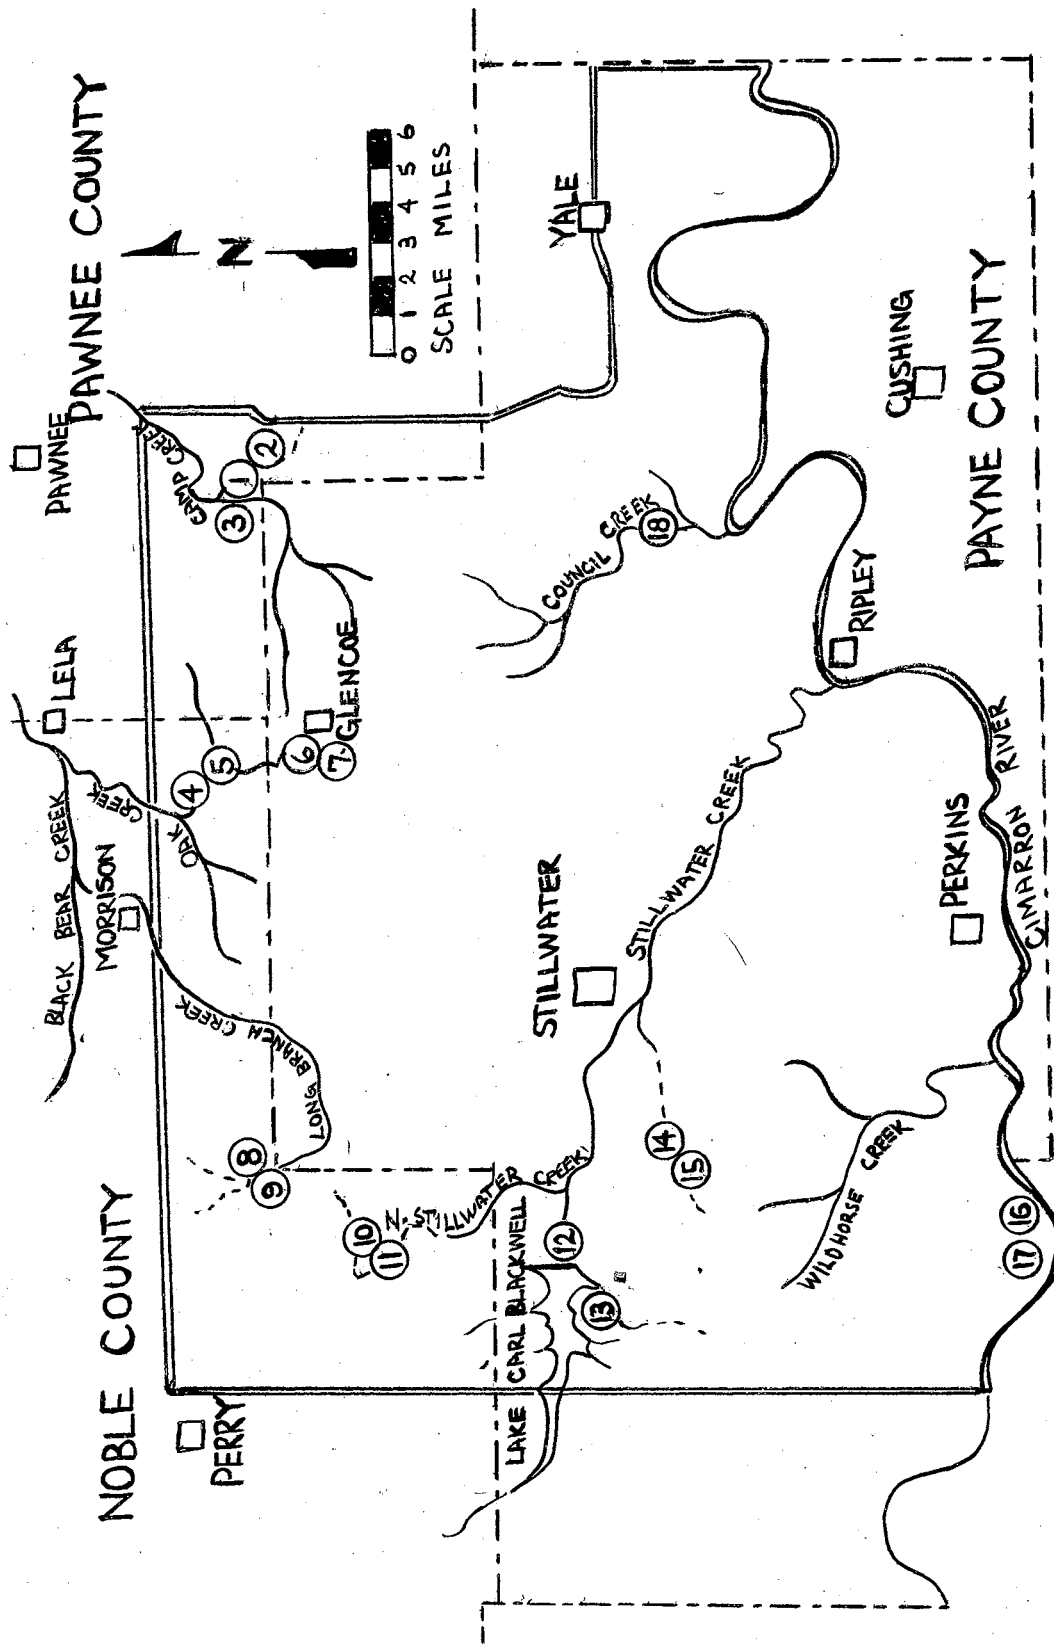 NOBLE COUNTY
PAWNEE COUNTY
PERRY
MORRISON
LELA
PAWNEE
BLACK BEAR CREEK
OAK CREEK
CAMP CREEK
LONG BRANCH CREEK
N
0 1 2 3 4 5 6
SCALE MILES
1
2
3
4
5
6
7
GLENCOE
8
9
10
11
N. STILLWATER CREEK
LAKE CARL BLACKWELL
12
13
14
15
STILLWATER
STILLWATER CREEK
COUNCIL CREEK
18
YALE
WILDHORSE CREEK
16
17
PERKINS
CIMARRON RIVER
RIPLEY
CUSHING
PAYNE COUNTY